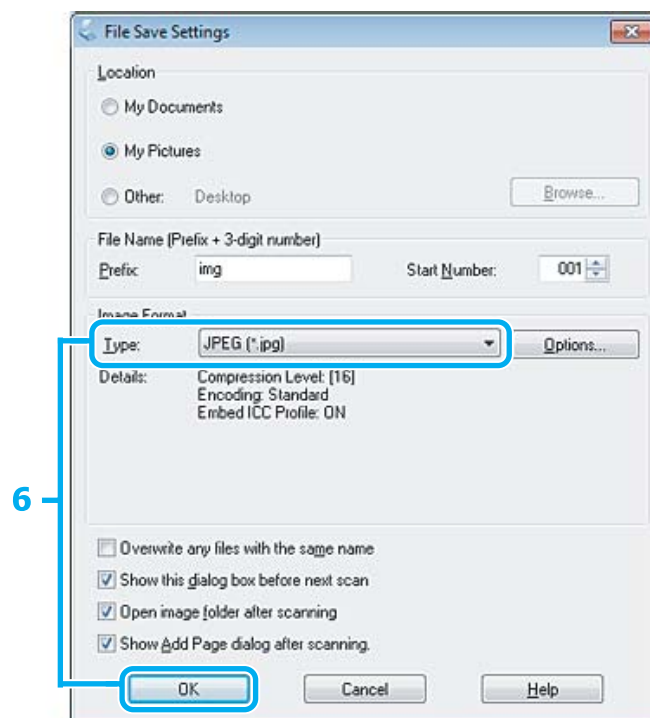 File Save Settings
Location
My Documents
My Pictures
Other: Desktop Browse...
File Name (Prefix + 3-digit number)
Prefix: img Start Number: 001
Image Format
Type: JPEG (*.jpg) Options...
Details: Compression Level: [16]
Encoding: Standard
Embed ICC Profile: ON
6
Overwrite any files with the same name
Show this dialog box before next scan
Open image folder after scanning
Show Add Page dialog after scanning.
OK Cancel Help